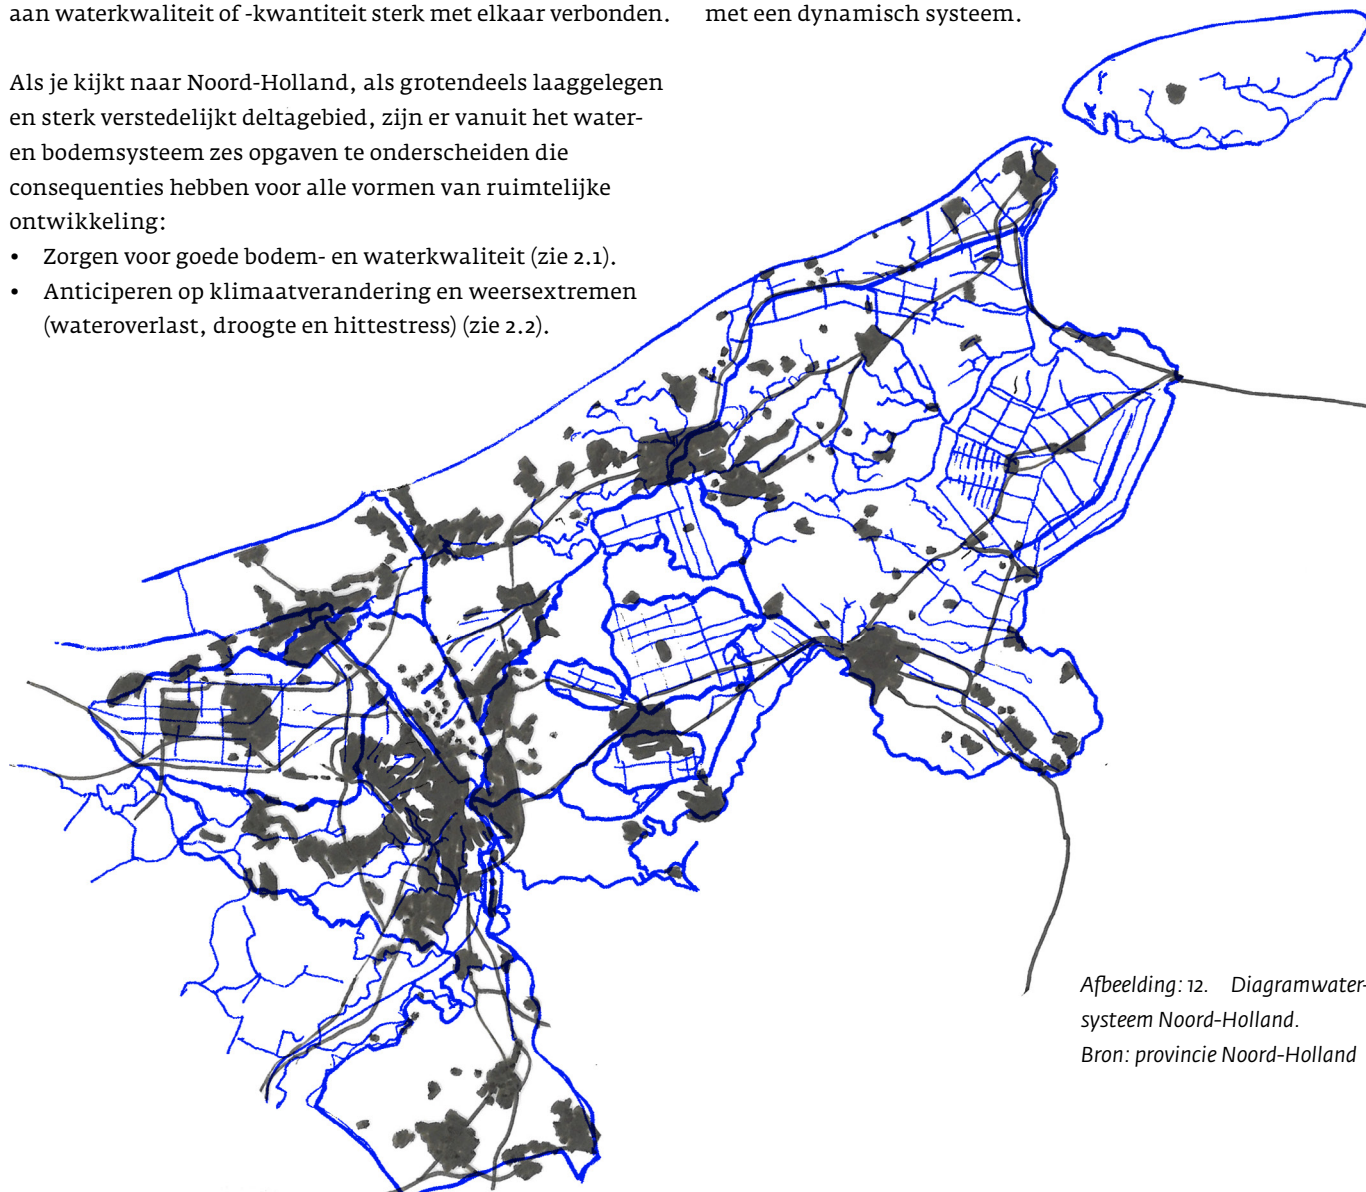 aan waterkwaliteit of -kwantiteit sterk met elkaar verbonden.
Als je kijkt naar Noord-Holland, als grotendeels laaggelegen
en sterk verstedelijkt deltagebied, zijn er vanuit het water-
en bodemsysteem zes opgaven te onderscheiden die
consequenties hebben voor alle vormen van ruimtelijke
ontwikkeling:
• Zorgen voor goede bodem- en waterkwaliteit (zie 2.1).
• Anticiperen op klimaatverandering en weersextremen
(wateroverlast, droogte en hittestress) (zie 2.2).
met een dynamisch systeem.
Afbeelding: 12. Diagramwater-
systeem Noord-Holland.
Bron: provincie Noord-Holland